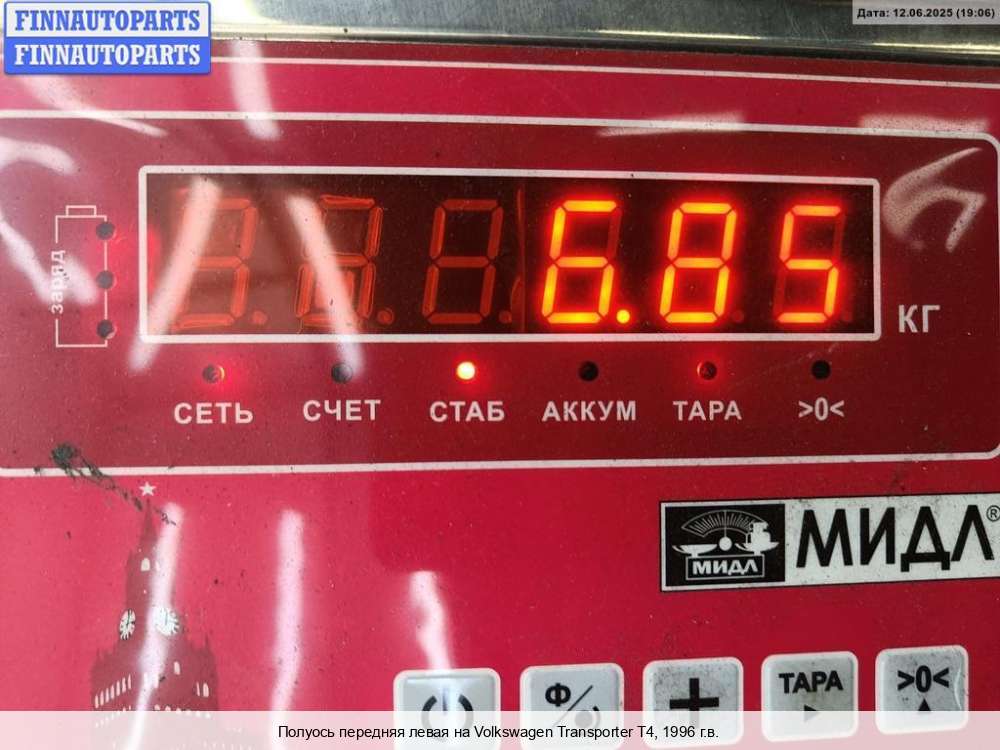 FINNAUTOPARTS
FINNAUTOPARTS
Дата: 12.06.2025 (19:06)
заряд
6.85
КГ
СЕТЬ СЧЕТ СТАБ АККУМ ТАРА >0<
МИДЛ
МИДЛ®
Ф
+
ТАРА
>0<
Полуось передняя левая на Volkswagen Transporter T4, 1996 г.в.